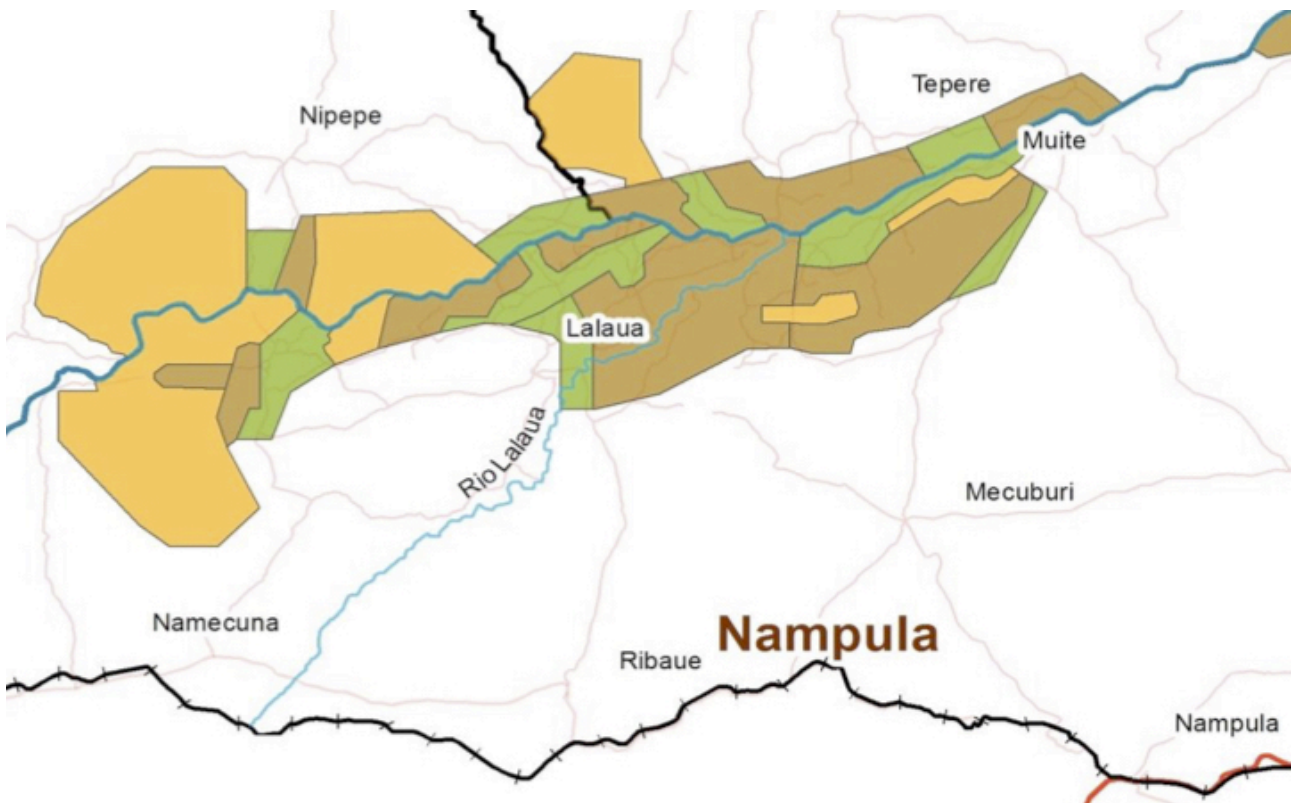 Tepere
Nipepe
Muite
Lalaua
Rio Lalaua
Mecuburi
Namecuna
Nampula
Ribaue
Nampula